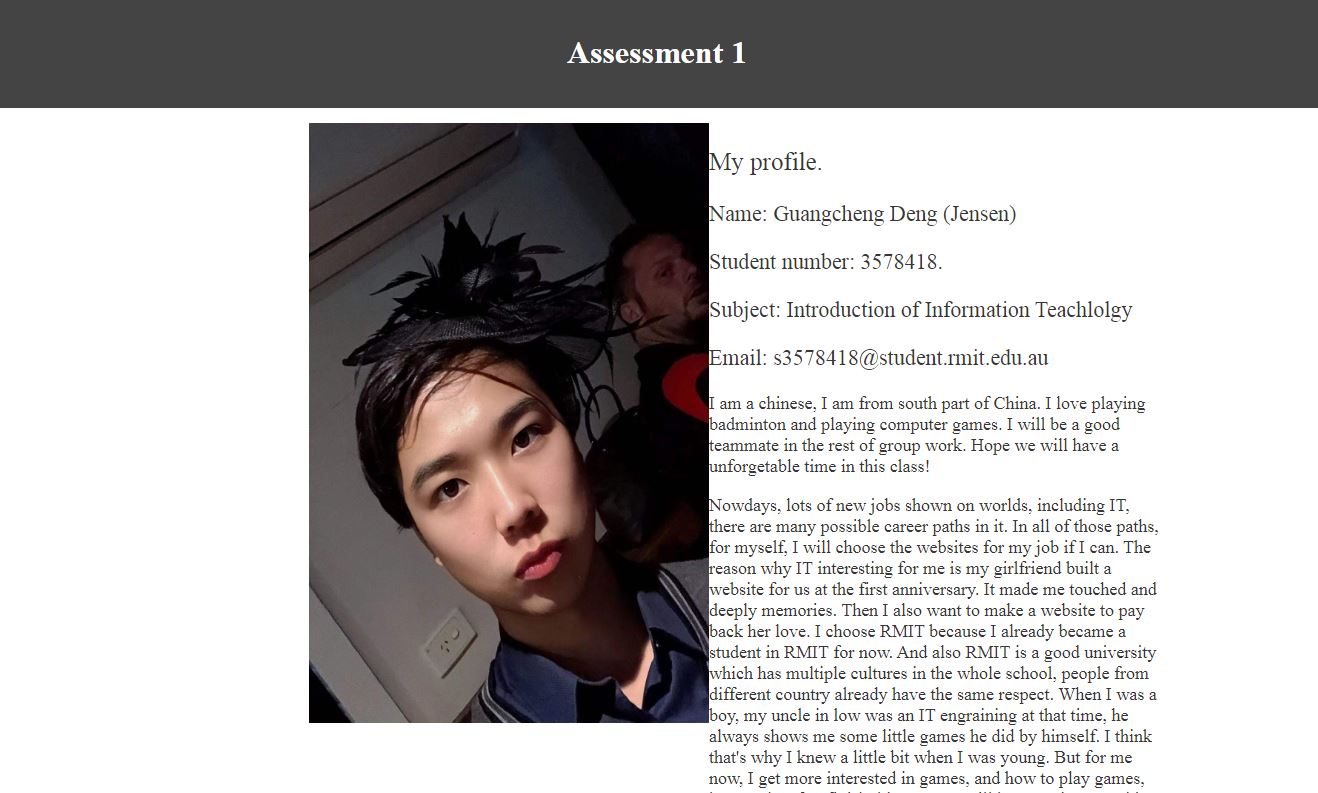 Assessment 1
My profile.
Name: Guangcheng Deng (Jensen)
Student number: 3578418.
Subject: Introduction of Information Teachlolgy
Email: s3578418@student.rmit.edu.au
I am a chinese, I am from south part of China. I love playing
badminton and playing computer games. I will be a good
teammate in the rest of group work. Hope we will have a
unforgetable time in this class!
Nowdays, lots of new jobs shown on worlds, including IT,
there are many possible career paths in it. In all of those paths,
for myself, I will choose the websites for my job if I can. The
reason why IT interesting for me is my girlfriend built a
website for us at the first anniversary. It made me touched and
deeply memories. Then I also want to make a website to pay
back her love. I choose RMIT because I already became a
student in RMIT for now. And also RMIT is a good university
which has multiple cultures in the whole school, people from
different country already have the same respect. When I was a
boy, my uncle in low was an IT engraining at that time, he
always shows me some little games he did by himself. I think
that's why I knew a little bit when I was young. But for me
now, I get more interested in games, and how to play games,